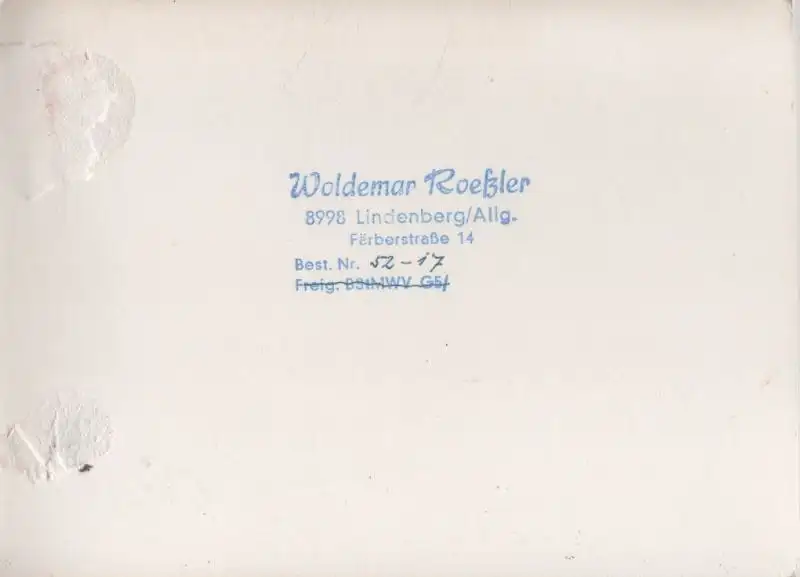 Woldemar Roeßler
8998 Lindenberg/Allg.
Färberstraße 14
Best. Nr. 52-17
Freig. BStMWV G5/